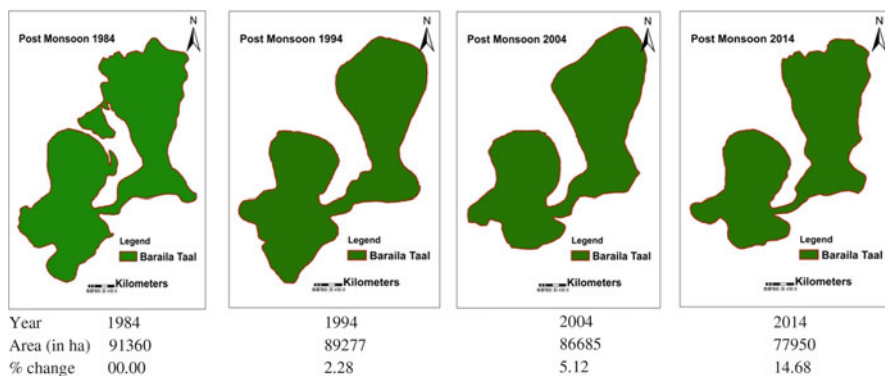 N
Post Monsoon 1984
Legend
Baraila Taal
Kilometers
N
Post Monsoon 1994
Legend
Baraila Taal
Kilometers
N
Post Monsoon 2004
Legend
Baraila Taal
Kilometers
N
Post Monsoon 2014
Legend
Baraila Taal
Kilometers
Year 1984 1994 2004 2014
Area (in ha) 91360 89277 86685 77950
% change 00.00 2.28 5.12 14.68